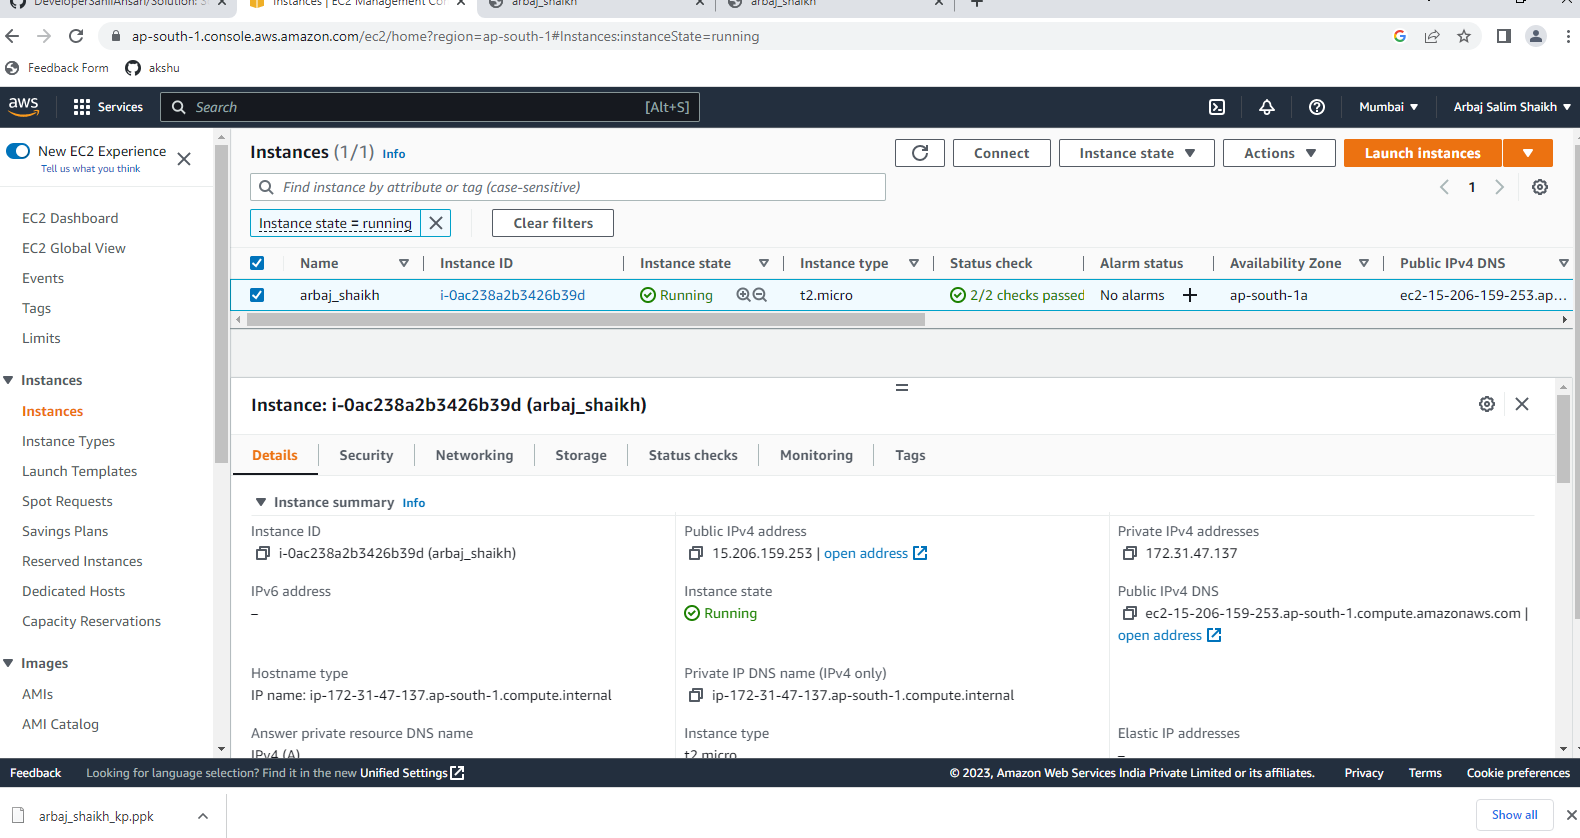 DeveloperSahilAnsari/Solution: S
Instances | EC2 Management Con
arbaj_shaikh
arbaj_shaikh
ap-south-1.console.aws.amazon.com/ec2/home?region=ap-south-1#Instances:instanceState=running
Feedback Form
akshu
aws
Services
Search
[Alt+S]
Mumbai
Arbaj Salim Shaikh
New EC2 Experience
Tell us what you think
EC2 Dashboard
EC2 Global View
Events
Tags
Limits
Instances
Instances
Instance Types
Launch Templates
Spot Requests
Savings Plans
Reserved Instances
Dedicated Hosts
Capacity Reservations
Images
AMIs
AMI Catalog
Instances (1/1) Info
Connect
Instance state
Actions
Launch instances
Find instance by attribute or tag (case-sensitive)
1
Instance state = running
Clear filters
Name Instance ID Instance state Instance type Status check Alarm status Availability Zone Public IPv4 DNS
arbaj_shaikh i-0ac238a2b3426b39d Running t2.micro 2/2 checks passed No alarms ap-south-1a ec2-15-206-159-253.ap...
Instance: i-0ac238a2b3426b39d (arbaj_shaikh)
Details Security Networking Storage Status checks Monitoring Tags
Instance summary Info
Instance ID
i-0ac238a2b3426b39d (arbaj_shaikh)
Public IPv4 address
15.206.159.253 | open address
Private IPv4 addresses
172.31.47.137
IPv6 address
–
Instance state
Running
Public IPv4 DNS
ec2-15-206-159-253.ap-south-1.compute.amazonaws.com |
open address
Hostname type
IP name: ip-172-31-47-137.ap-south-1.compute.internal
Private IP DNS name (IPv4 only)
ip-172-31-47-137.ap-south-1.compute.internal
Answer private resource DNS name
IPv4 (A)
Instance type
t2.micro
Elastic IP addresses
–
Feedback
Looking for language selection? Find it in the new Unified Settings
© 2023, Amazon Web Services India Private Limited or its affiliates.
Privacy
Terms
Cookie preferences
arbaj_shaikh_kp.ppk
Show all